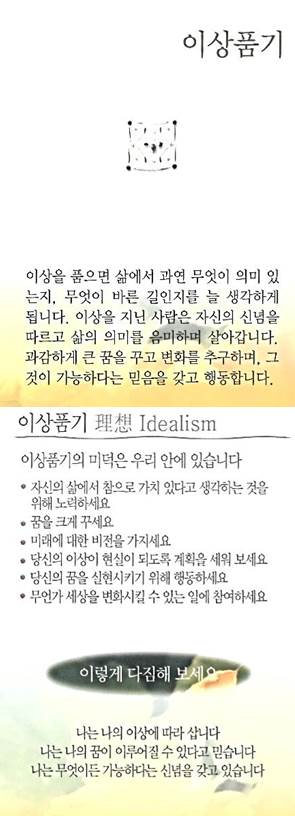 이상품기
이상을 품으면 삶에서 과연 무엇이 의미 있
는지, 무엇이 바른 길인지를 늘 생각하게
됩니다. 이상을 지닌 사람은 자신의 신념을
따르고 삶의 의미를 음미하며 살아갑니다.
과감하게 큰 꿈을 꾸고 변화를 추구하며, 그
것이 가능하다는 믿음을 갖고 행동합니다.
이상품기 理想 Idealism
이상품기의 미덕은 우리 안에 있습니다
• 자신의 삶에서 참으로 가치 있다고 생각하는 것을
위해 노력하세요
• 꿈을 크게 꾸세요
• 미래에 대한 비전을 가지세요
• 당신의 이상이 현실이 되도록 계획을 세워 보세요
• 당신의 꿈을 실현시키기 위해 행동하세요
• 무언가 세상을 변화시킬 수 있는 일에 참여하세요
이렇게 다짐해 보세요
나는 나의 이상에 따라 삽니다
나는 나의 꿈이 이루어질 수 있다고 믿습니다
나는 무엇이든 가능하다는 신념을 갖고 있습니다